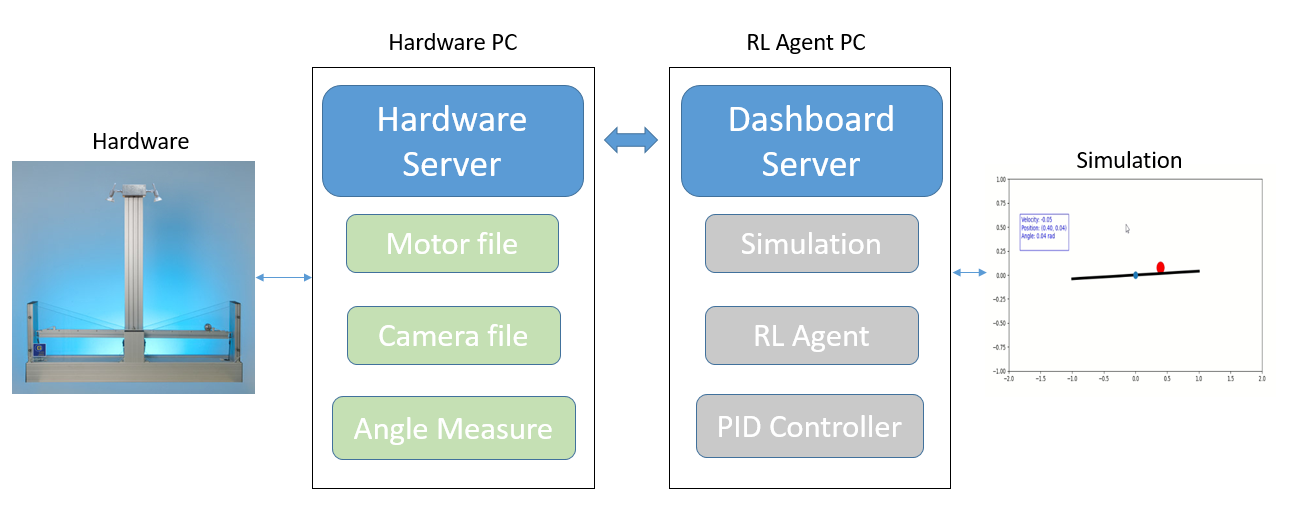 Hardware PC
RL Agent PC
Hardware
Server
Dashboard
Server
Hardware
Simulation
Motor file
Camera file
Angle Measure
Simulation
RL Agent
PID Controller
1.00
0.75
0.50
0.25
0.00
−0.25
−0.50
−0.75
−1.00
Velocity: -0.05
Position: (0.40, 0.04)
Angle: 0.04 rad
−2.0 −1.5 −1.0 −0.5 0.0 0.5 1.0 1.5 2.0